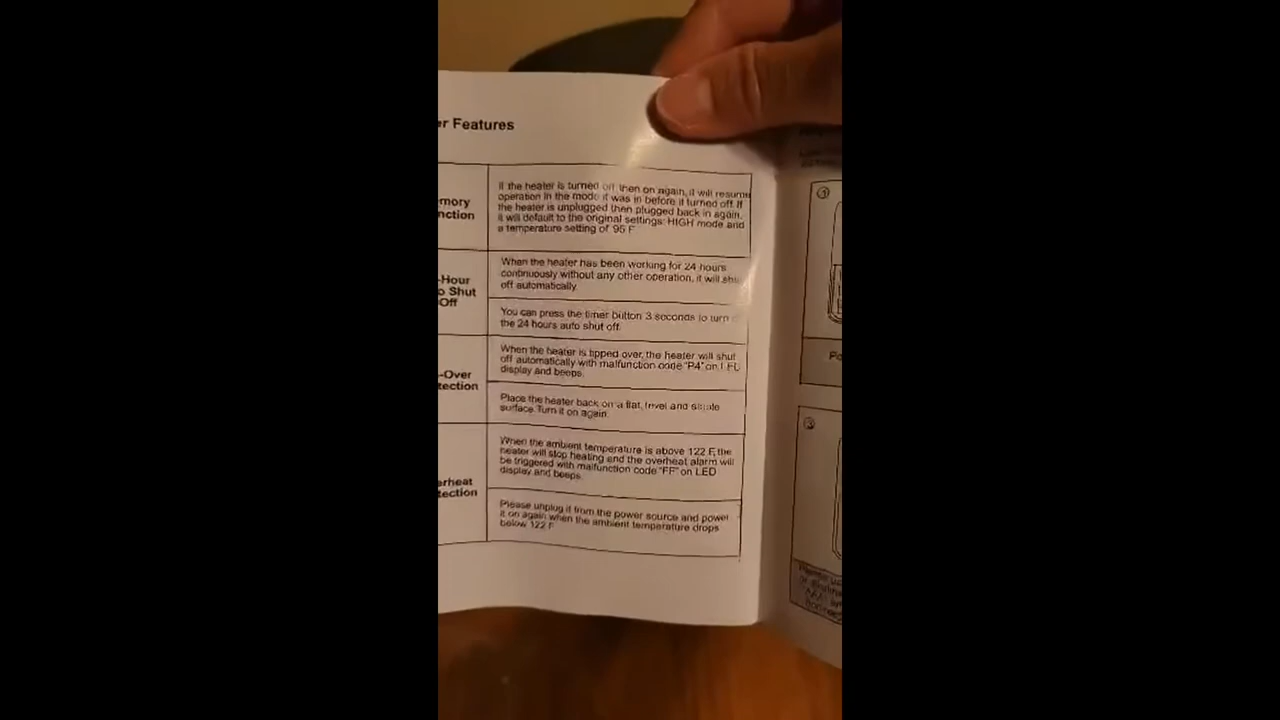 er Features
mory
nction
If the heater is turned off, then on again, it will resume
operation in the mode it was in before it turned off. If
the heater is unplugged then plugged back in again,
it will default to the original settings: HIGH mode and
a temperature setting of 95 F
-Hour
o Shut
Off
When the heater has been working for 24 hours
continuously without any other operation, it will shu
off automatically.
You can press the timer button 3 seconds to turn
the 24 hours auto shut off.
-Over
tection
When the heater is tipped over, the heater will shut
off automatically with malfunction code "P4" on
display and beeps.
Place the heater back on a flat, level and
surface. Turn it on again.
erheat
tection
When the ambient temperature is above 122 F, the
heater will stop heating and the overheat alarm will
be triggered with malfunction code "FF" on LED
display and beeps.
Please unplug it from the power source and power
it on again when the ambient temperature drops
below 122 F
①
Po
③